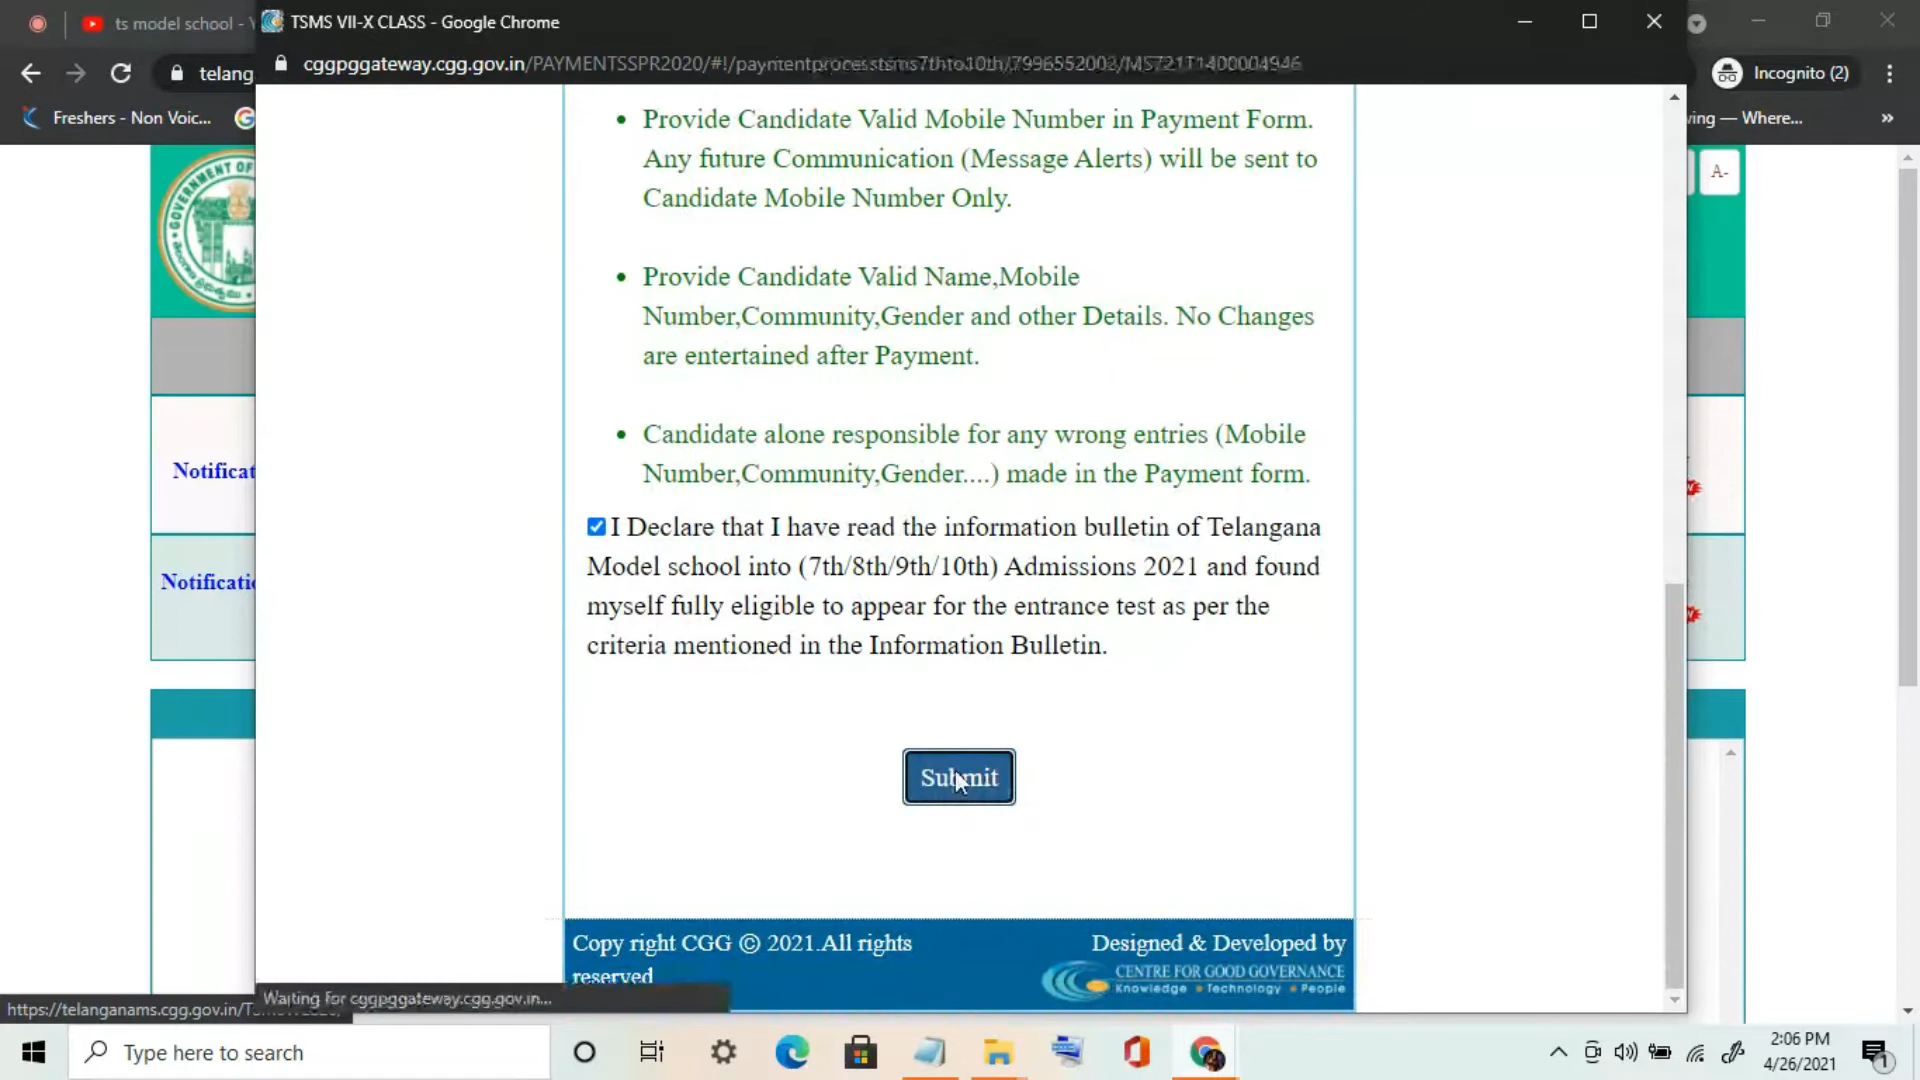 ts model school -
TSMS VII-X CLASS - Google Chrome
telang
cggpggateway.cgg.gov.in/PAYMENTSSPR2020/#!/paymentprocesstsms7thto10th/7996552002/MS721T1400004946
Incognito (2)
Freshers - Non Voic...
ving — Where...
»
A-
GOVERNMENT OF
Provide Candidate Valid Mobile Number in Payment Form.
Any future Communication (Message Alerts) will be sent to
Candidate Mobile Number Only.
Provide Candidate Valid Name,Mobile
Number,Community,Gender and other Details. No Changes
are entertained after Payment.
Candidate alone responsible for any wrong entries (Mobile
Number,Community,Gender....) made in the Payment form.
Notificat
Notificatio
I Declare that I have read the information bulletin of Telangana
Model school into (7th/8th/9th/10th) Admissions 2021 and found
myself fully eligible to appear for the entrance test as per the
criteria mentioned in the Information Bulletin.
Submit
Copy right CGG © 2021.All rights
reserved
Designed & Developed by
CENTRE FOR GOOD GOVERNANCE
Knowledge • Technology • People
Waiting for cggpggateway.cgg.gov.in...
https://telanganams.cgg.gov.in/
Type here to search
2:06 PM
4/26/2021
1